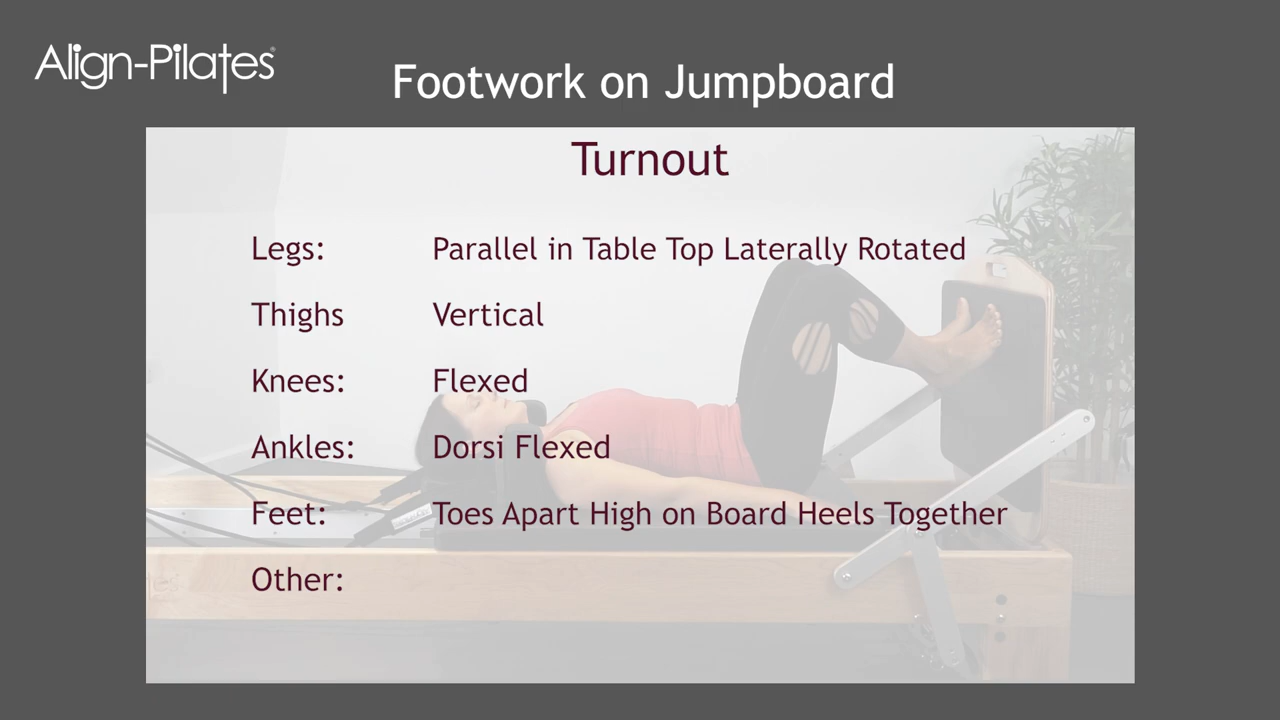 Align-Pilates
Footwork on Jumpboard
Turnout
Legs: Parallel in Table Top Laterally Rotated
Thighs Vertical
Knees: Flexed
Ankles: Dorsi Flexed
Feet: Toes Apart High on Board Heels Together
Other: